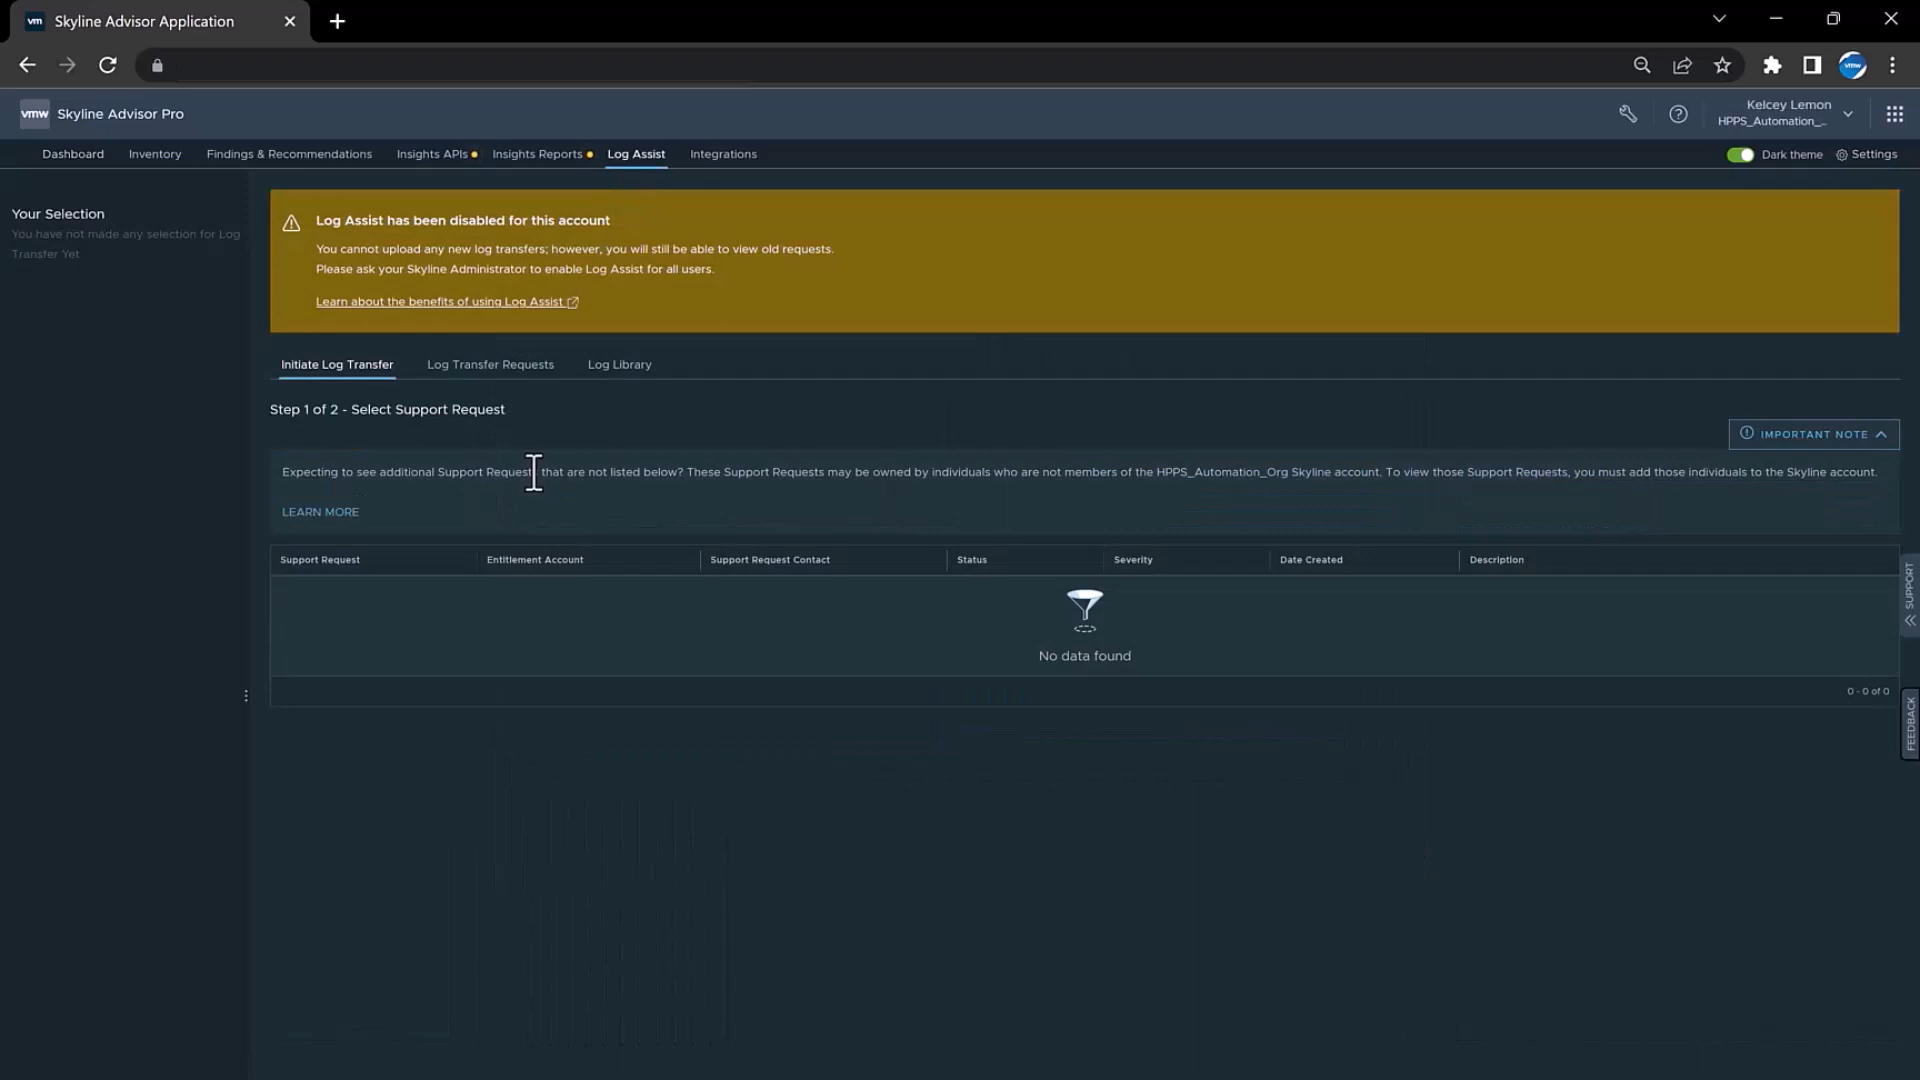 vm Skyline Advisor Application
vmw Skyline Advisor Pro
Kelcey Lemon
HPPS_Automation_...
Dashboard Inventory Findings & Recommendations Insights APIs Insights Reports Log Assist Integrations Dark theme Settings
Your Selection
You have not made any selection for Log
Transfer Yet
Log Assist has been disabled for this account
You cannot upload any new log transfers; however, you will still be able to view old requests.
Please ask your Skyline Administrator to enable Log Assist for all users.
Learn about the benefits of using Log Assist
Initiate Log Transfer Log Transfer Requests Log Library
Step 1 of 2 - Select Support Request
IMPORTANT NOTE
Expecting to see additional Support Requests that are not listed below? These Support Requests may be owned by individuals who are not members of the HPPS_Automation_Org Skyline account. To view those Support Requests, you must add those individuals to the Skyline account.
LEARN MORE
Support Request Entitlement Account Support Request Contact Status Severity Date Created Description
No data found
0 - 0 of 0
SUPPORT
FEEDBACK